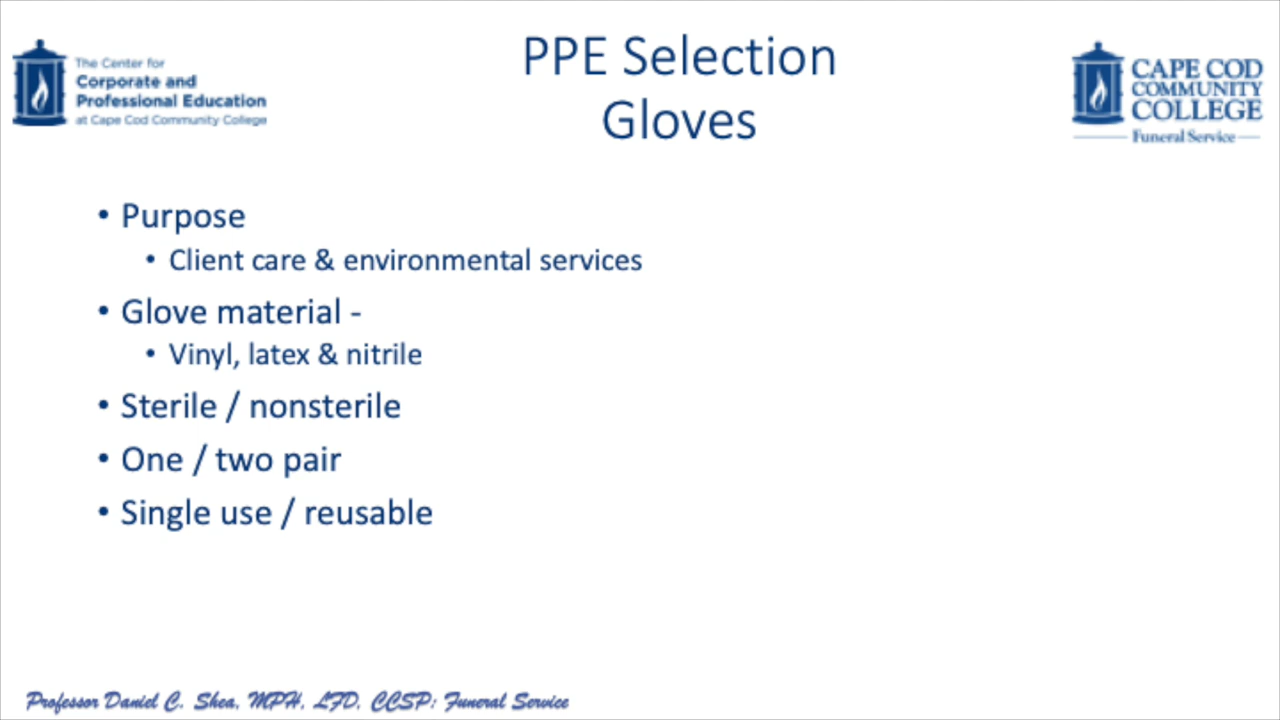 The Center for
Corporate and
Professional Education
at Cape Cod Community College
PPE Selection
Gloves
CAPE COD
COMMUNITY
COLLEGE
Funeral Service
• Purpose
• Client care & environmental services
• Glove material -
• Vinyl, latex & nitrile
• Sterile / nonsterile
• One / two pair
• Single use / reusable
Professor Daniel C. Shea, MPH, LFD, CCSP: Funeral Service